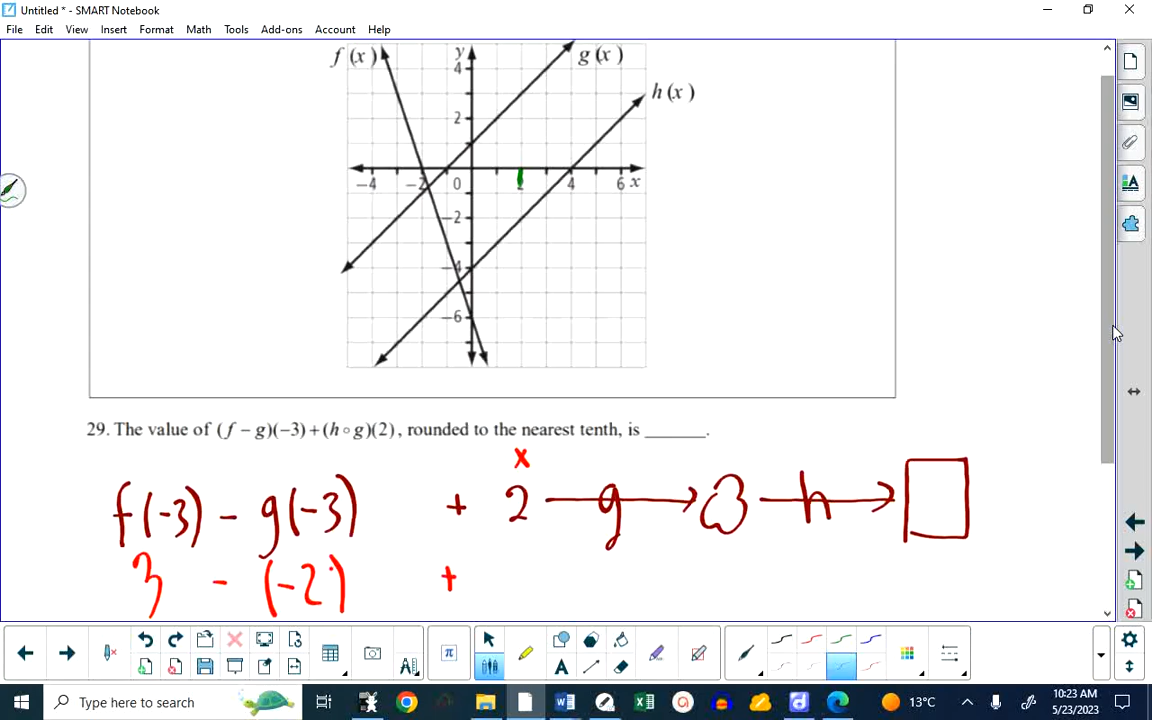 Untitled * - SMART Notebook
File Edit View Insert Format Math Tools Add-ons Account Help
f (x) y g (x)
4
h (x)
2
-4 -2 0 4 6 x
-2
-4
-6
29. The value of (f − g)(−3) + (h ∘ g)(2), rounded to the nearest tenth, is ______.
x
f(-3) - g(-3) + 2 g 3 h
3 - (-2) +
π A
Type here to search 13°C 10:23 AM
5/23/2023